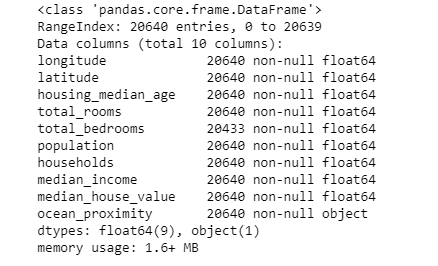 <class 'pandas.core.frame.DataFrame'>
RangeIndex: 20640 entries, 0 to 20639
Data columns (total 10 columns):
longitude             20640 non-null float64
latitude              20640 non-null float64
housing_median_age    20640 non-null float64
total_rooms           20640 non-null float64
total_bedrooms        20433 non-null float64
population            20640 non-null float64
households            20640 non-null float64
median_income         20640 non-null float64
median_house_value    20640 non-null float64
ocean_proximity       20640 non-null object
dtypes: float64(9), object(1)
memory usage: 1.6+ MB